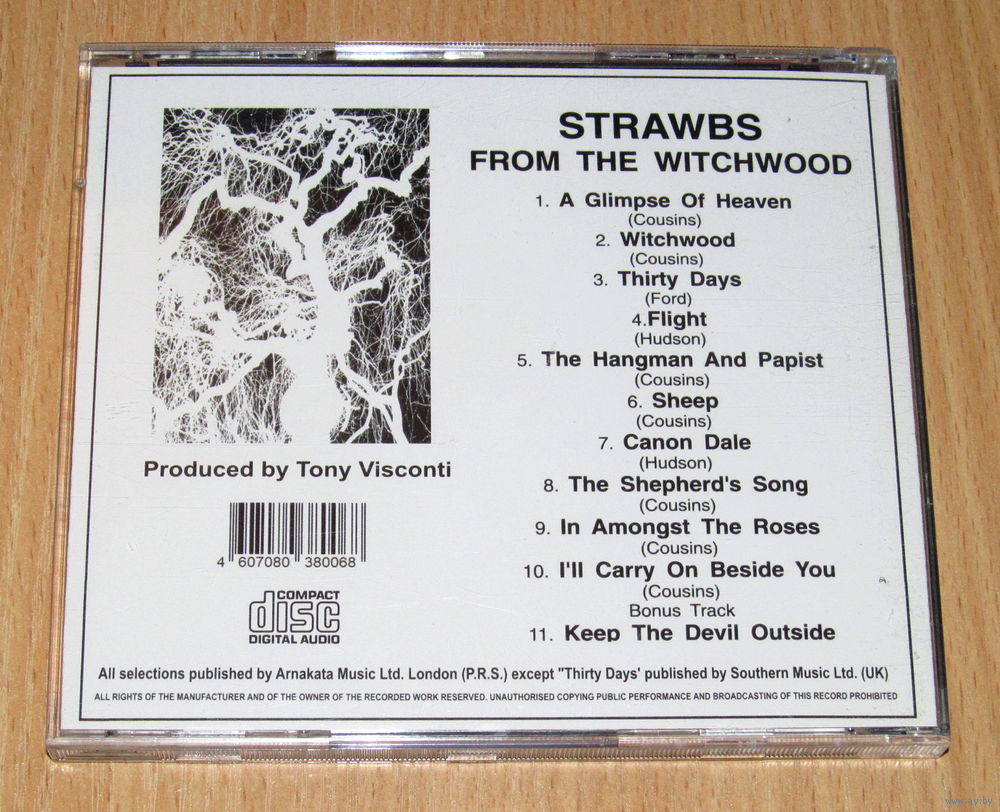 STRAWBS
FROM THE WITCHWOOD
1. A Glimpse Of Heaven
(Cousins)
2. Witchwood
(Cousins)
3. Thirty Days
(Ford)
4.Flight
(Hudson)
5. The Hangman And Papist
(Cousins)
6. Sheep
(Cousins)
7. Canon Dale
(Hudson)
8. The Shepherd's Song
(Cousins)
9. In Amongst The Roses
(Cousins)
10. I'll Carry On Beside You
(Cousins)
Bonus Track
11. Keep The Devil Outside
Produced by Tony Visconti
4 607080 380068
COMPACT
disc
DIGITAL AUDIO
All selections published by Arnakata Music Ltd. London (P.R.S.) except "Thirty Days' published by Southern Music Ltd. (UK)
ALL RIGHTS OF THE MANUFACTURER AND OF THE OWNER OF THE RECORDED WORK RESERVED. UNAUTHORISED COPYING PUBLIC PERFORMANCE AND BROADCASTING OF THIS RECORD PROHIBITED
www.ay.by